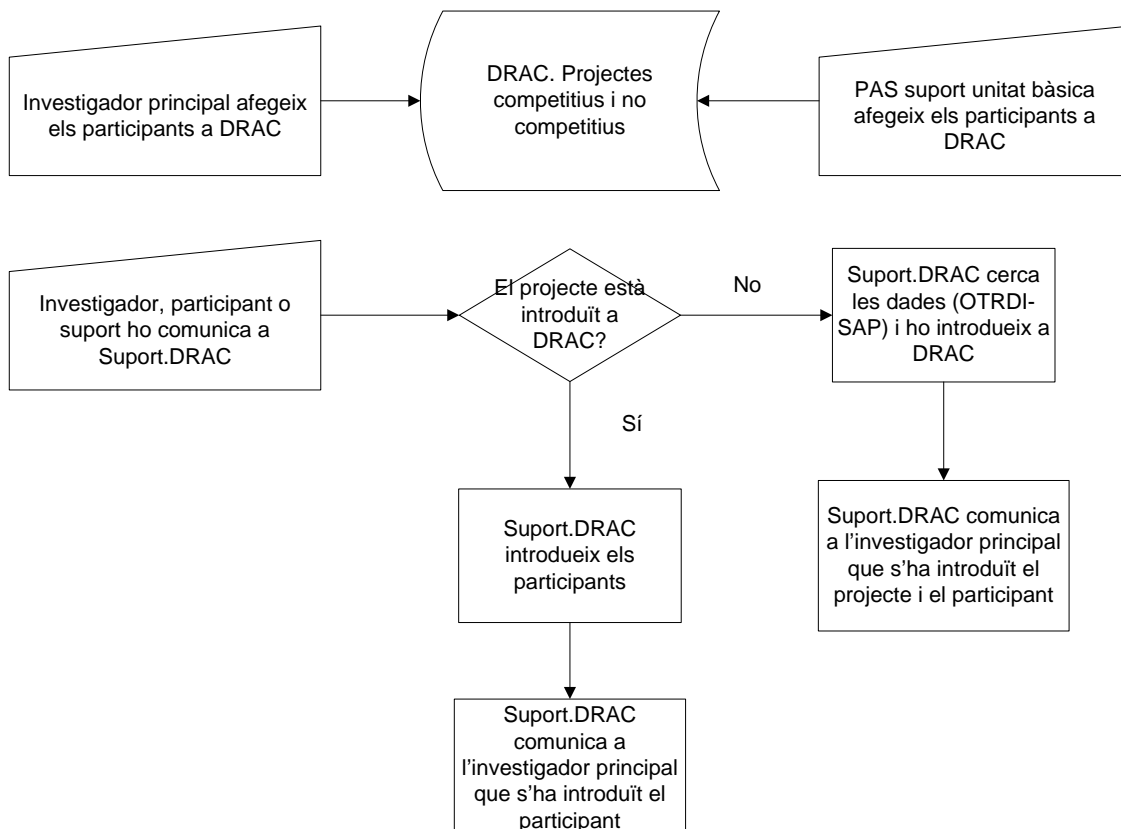 Investigador principal afegeix
els participants a DRAC
DRAC. Projectes
competitius i no
competitius
PAS suport unitat bàsica
afegeix els participants a
DRAC
Investigador, participant o
suport ho comunica a
Suport.DRAC
El projecte està
introduït a
DRAC?
No
Suport.DRAC cerca
les dades (OTRDI-
SAP) i ho introdueix a
DRAC
Sí
Suport.DRAC
introdueix els
participants
Suport.DRAC comunica
a l’investigador principal
que s’ha introduït el
projecte i el participant
Suport.DRAC
comunica a
l’investigador principal
que s’ha introduït el
participant